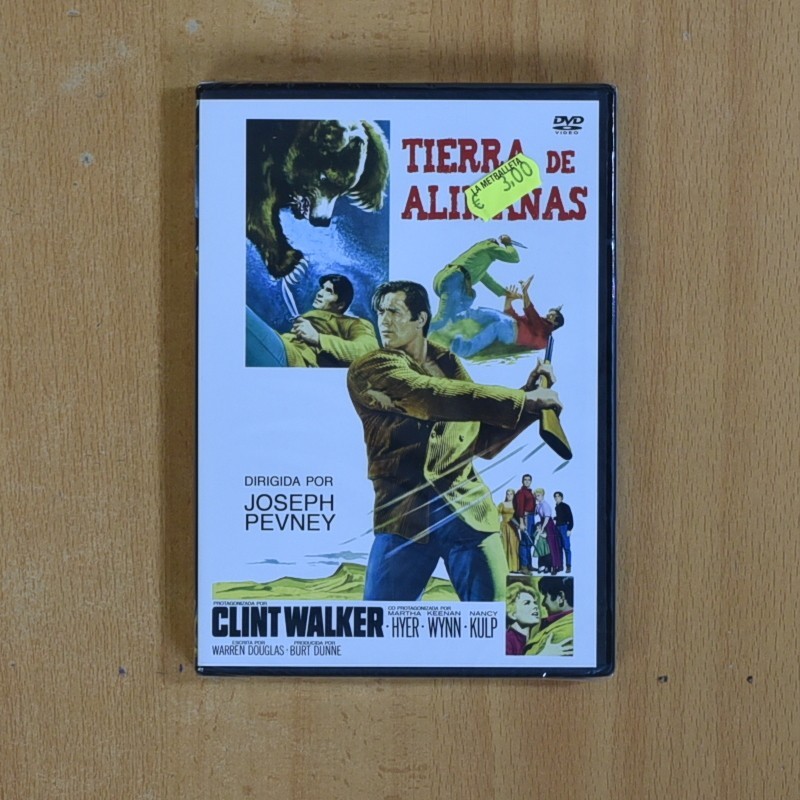 DVD
VIDEO
TIERRA DE
LA METRALLETA
€ 3,00
DIRIGIDA POR
JOSEPH
PEVNEY
PROTAGONIZADA POR
CLINT WALKER
CO PROTAGONIZADA POR
MARTHA KEENAN NANCY
· HYER · WYNN · KULP
ESCRITA POR PRODUCIDA POR
WARREN DOUGLAS · BURT DUNNE